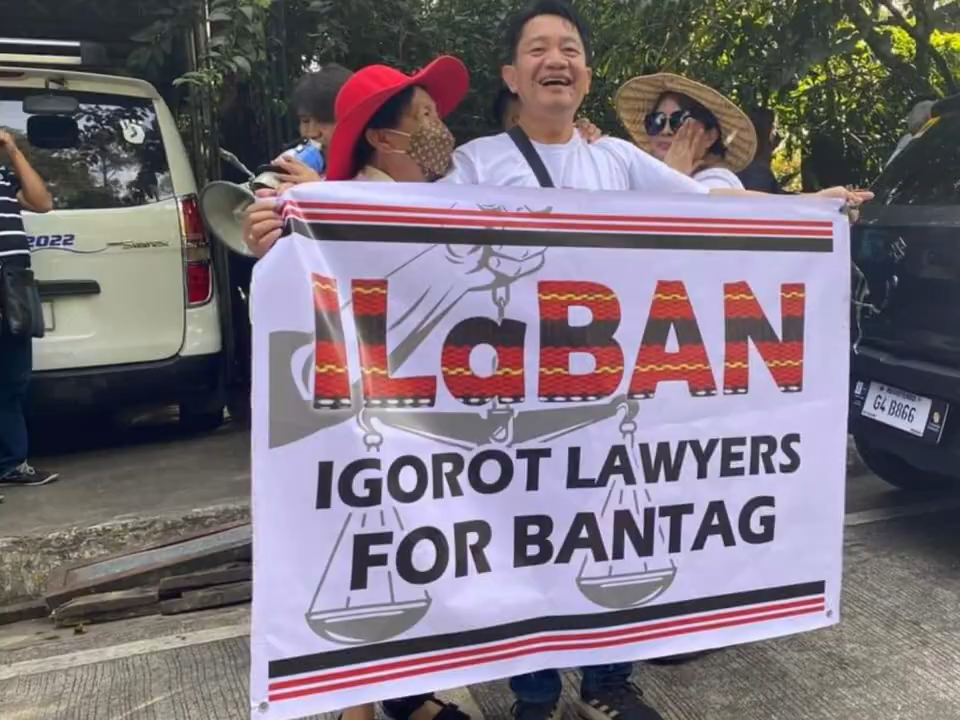 2022
ILaBAN
IGOROT LAWYERS
FOR BANTAG
G4 B866